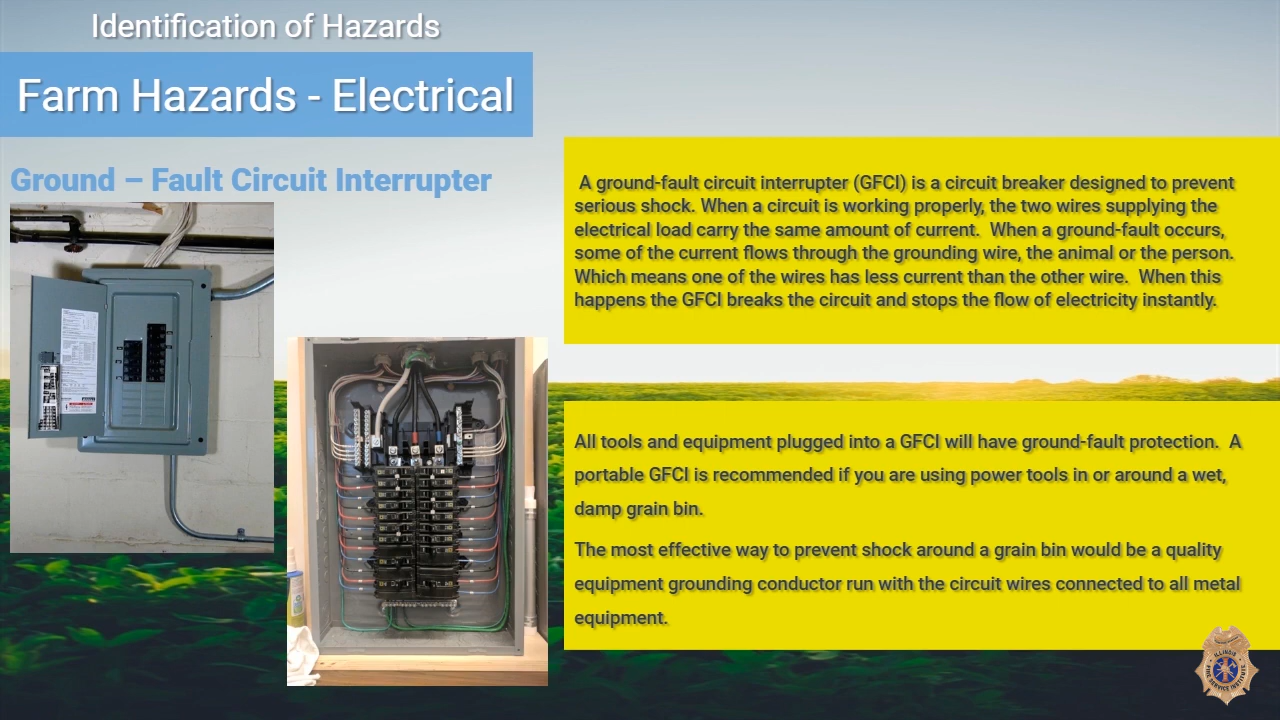 Identification of Hazards
Farm Hazards - Electrical
Ground – Fault Circuit Interrupter
A ground-fault circuit interrupter (GFCI) is a circuit breaker designed to prevent
serious shock. When a circuit is working properly, the two wires supplying the
electrical load carry the same amount of current.  When a ground-fault occurs,
some of the current flows through the grounding wire, the animal or the person.
Which means one of the wires has less current than the other wire.  When this
happens the GFCI breaks the circuit and stops the flow of electricity instantly.
All tools and equipment plugged into a GFCI will have ground-fault protection.  A
portable GFCI is recommended if you are using power tools in or around a wet,
damp grain bin.
The most effective way to prevent shock around a grain bin would be a quality
equipment grounding conductor run with the circuit wires connected to all metal
equipment.
ILLINOIS
FIRE SERVICE INSTITUTE